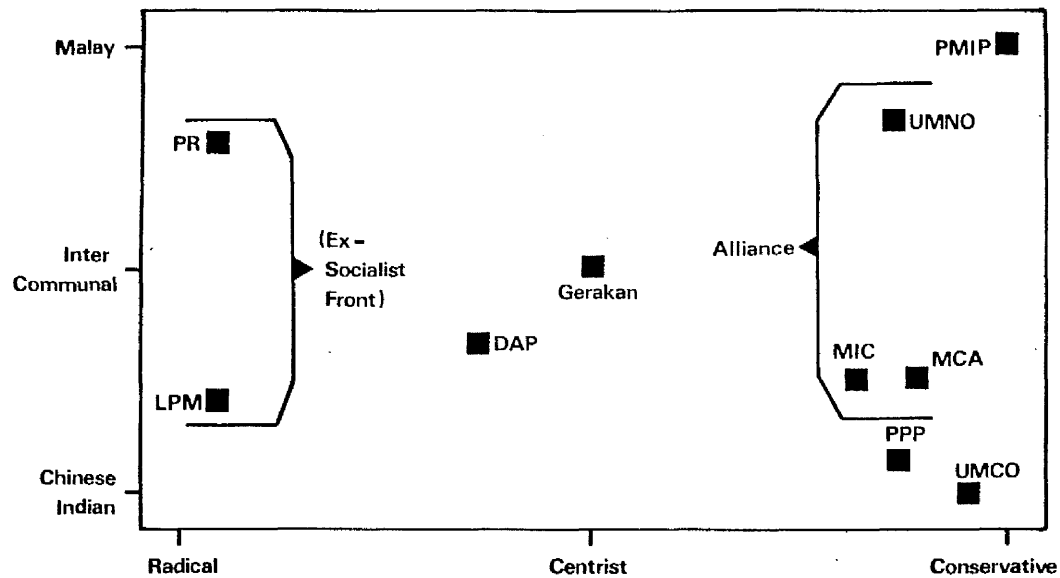 Malay
PMIP
UMNO
PR
Inter
Communal
(Ex-
Socialist
Front)
Alliance
Gerakan
DAP
MIC
MCA
LPM
PPP
UMCO
Chinese
Indian
Radical
Centrist
Conservative